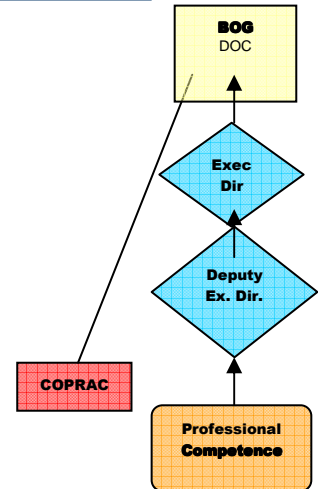 BOG
DOC
Exec
Dir
Deputy
Ex. Dir.
COPRAC
Professional
Competence